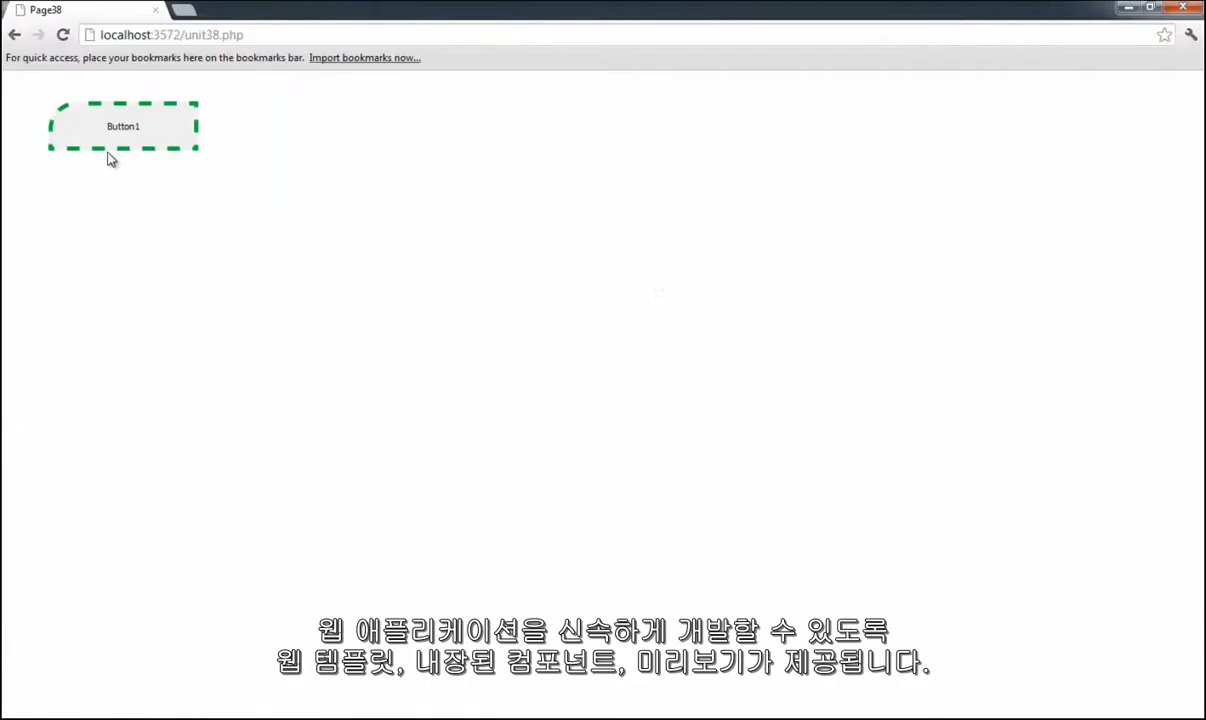 Page38
localhost:3572/unit38.php
For quick access, place your bookmarks here on the bookmarks bar. Import bookmarks now...
Button1
웹 애플리케이션을 신속하게 개발할 수 있도록
웹 템플릿, 내장된 컴포넌트, 미리보기가 제공됩니다.